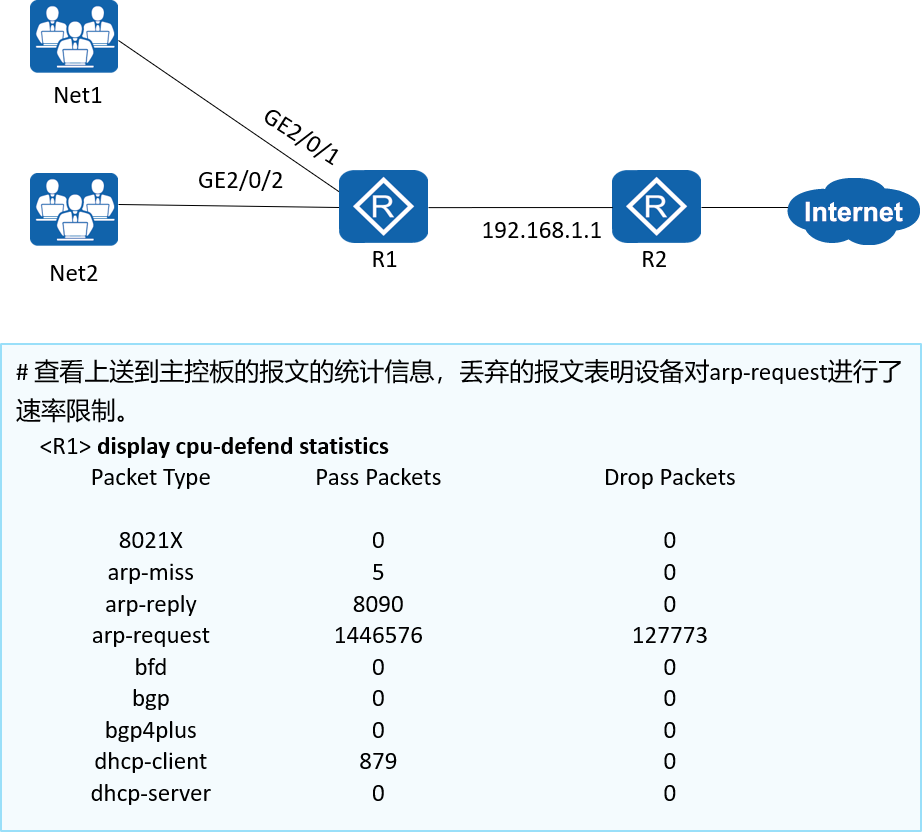 Net1
GE2/0/1
GE2/0/2
Net2
R
R
192.168.1.1
Internet
R1
R2
# 查看上送到主控板的报文的统计信息，丢弃的报文表明设备对arp-request进行了
速率限制。
<R1> display cpu-defend statistics
Packet Type Pass Packets Drop Packets
8021X 0 0
arp-miss 5 0
arp-reply 8090 0
arp-request 1446576 127773
bfd 0 0
bgp 0 0
bgp4plus 0 0
dhcp-client 879 0
dhcp-server 0 0